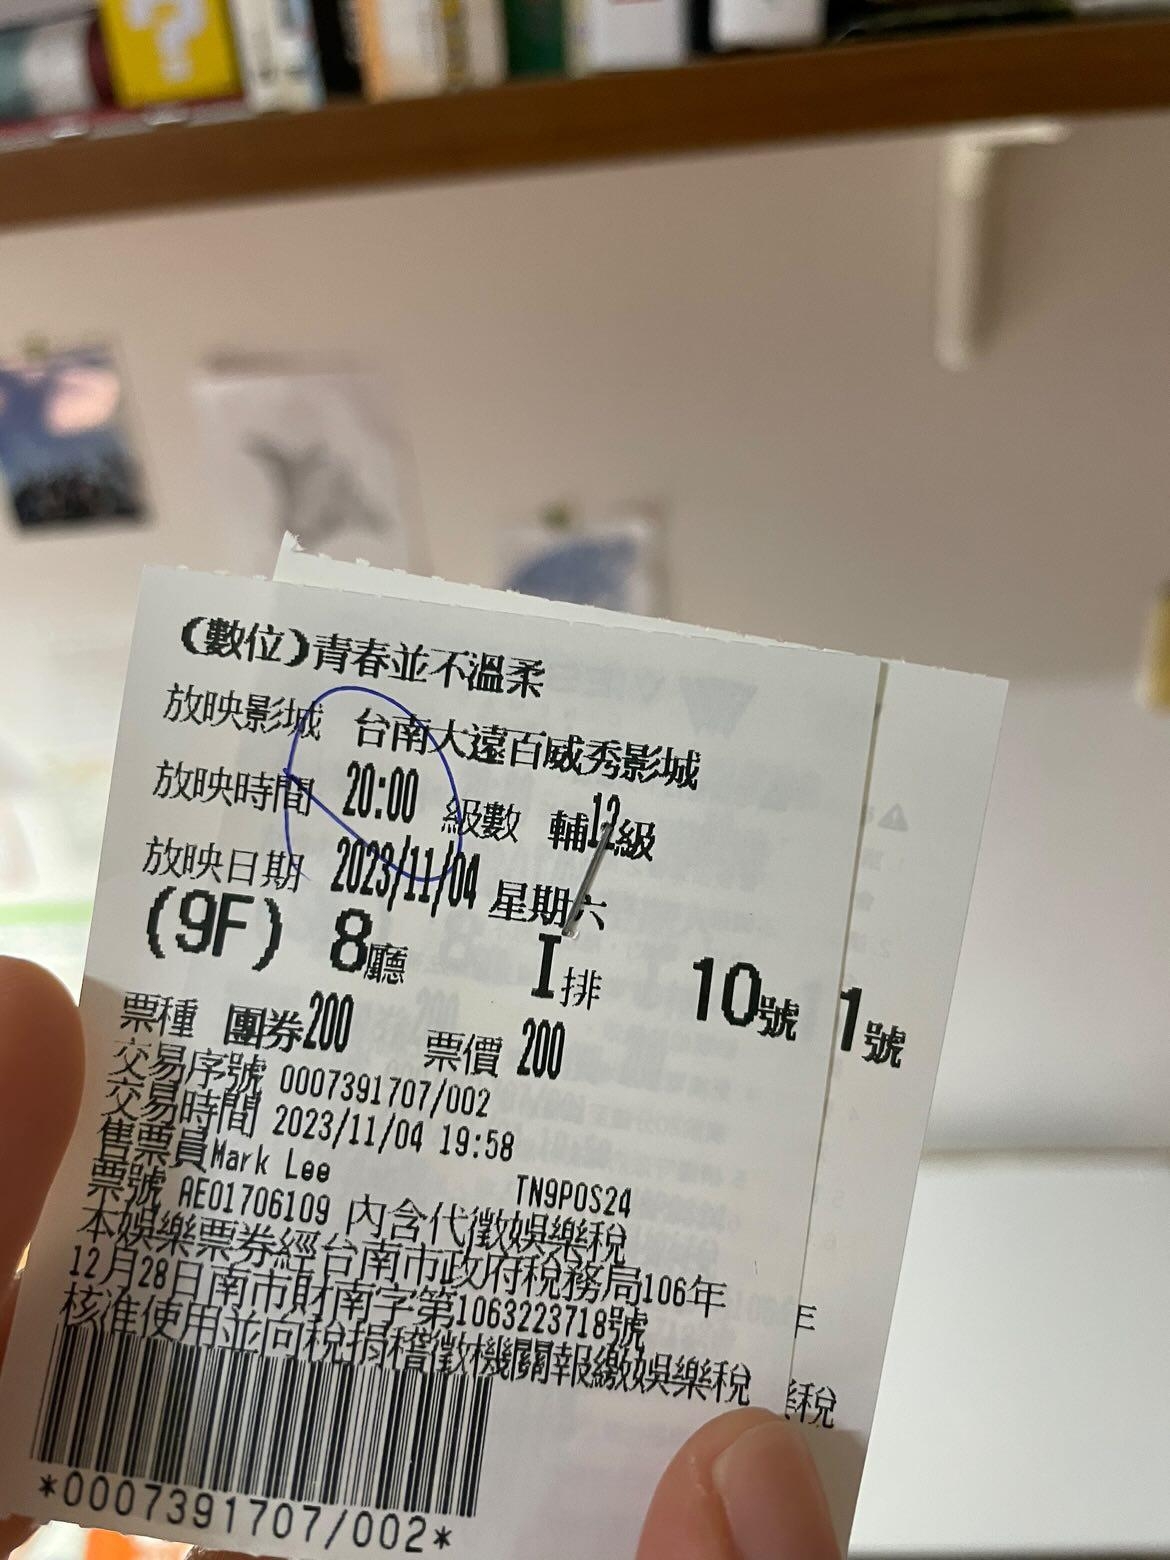 (數位)青春並不溫柔
放映影城 台南大遠百威秀影城
放映時間 20:00 級數 輔12級
放映日期 2023/11/04 星期六
(9F) 8廳 I排 10號
1號
票種 團券200 票價 200
交易序號 0007391707/002
交易時間 2023/11/04 19:58
售票員Mark Lee TN9POS24
票號 AE01706109 內含代徵娛樂稅
本娛樂票券經台南市政府稅務局106年
年
12月28日南市財南字第1063223718號
核准使用並向稅捐稽徵機關報繳娛樂稅
稅
*0007391707/002*